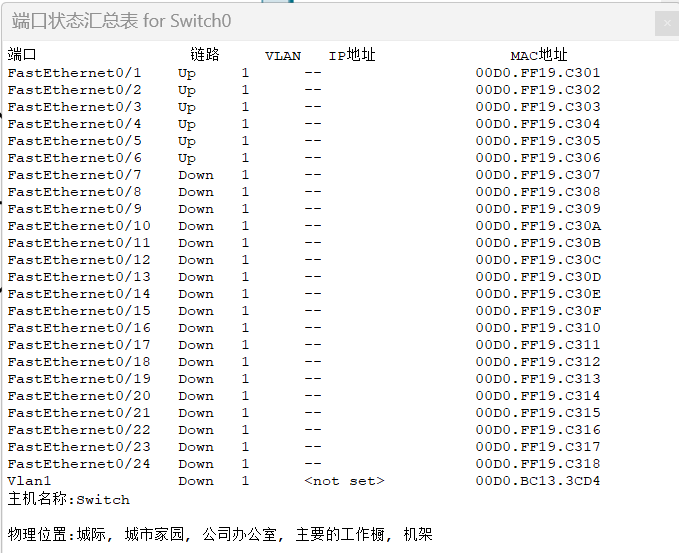 端口状态汇总表 for Switch0
端口 链路 VLAN IP地址 MAC地址
FastEthernet0/1 Up 1 -- 00D0.FF19.C301
FastEthernet0/2 Up 1 -- 00D0.FF19.C302
FastEthernet0/3 Up 1 -- 00D0.FF19.C303
FastEthernet0/4 Up 1 -- 00D0.FF19.C304
FastEthernet0/5 Up 1 -- 00D0.FF19.C305
FastEthernet0/6 Up 1 -- 00D0.FF19.C306
FastEthernet0/7 Down 1 -- 00D0.FF19.C307
FastEthernet0/8 Down 1 -- 00D0.FF19.C308
FastEthernet0/9 Down 1 -- 00D0.FF19.C309
FastEthernet0/10 Down 1 -- 00D0.FF19.C30A
FastEthernet0/11 Down 1 -- 00D0.FF19.C30B
FastEthernet0/12 Down 1 -- 00D0.FF19.C30C
FastEthernet0/13 Down 1 -- 00D0.FF19.C30D
FastEthernet0/14 Down 1 -- 00D0.FF19.C30E
FastEthernet0/15 Down 1 -- 00D0.FF19.C30F
FastEthernet0/16 Down 1 -- 00D0.FF19.C310
FastEthernet0/17 Down 1 -- 00D0.FF19.C311
FastEthernet0/18 Down 1 -- 00D0.FF19.C312
FastEthernet0/19 Down 1 -- 00D0.FF19.C313
FastEthernet0/20 Down 1 -- 00D0.FF19.C314
FastEthernet0/21 Down 1 -- 00D0.FF19.C315
FastEthernet0/22 Down 1 -- 00D0.FF19.C316
FastEthernet0/23 Down 1 -- 00D0.FF19.C317
FastEthernet0/24 Down 1 -- 00D0.FF19.C318
Vlan1 Down 1 <not set> 00D0.BC13.3CD4
主机名称:Switch
物理位置:城际, 城市家园, 公司办公室, 主要的工作橱, 机架